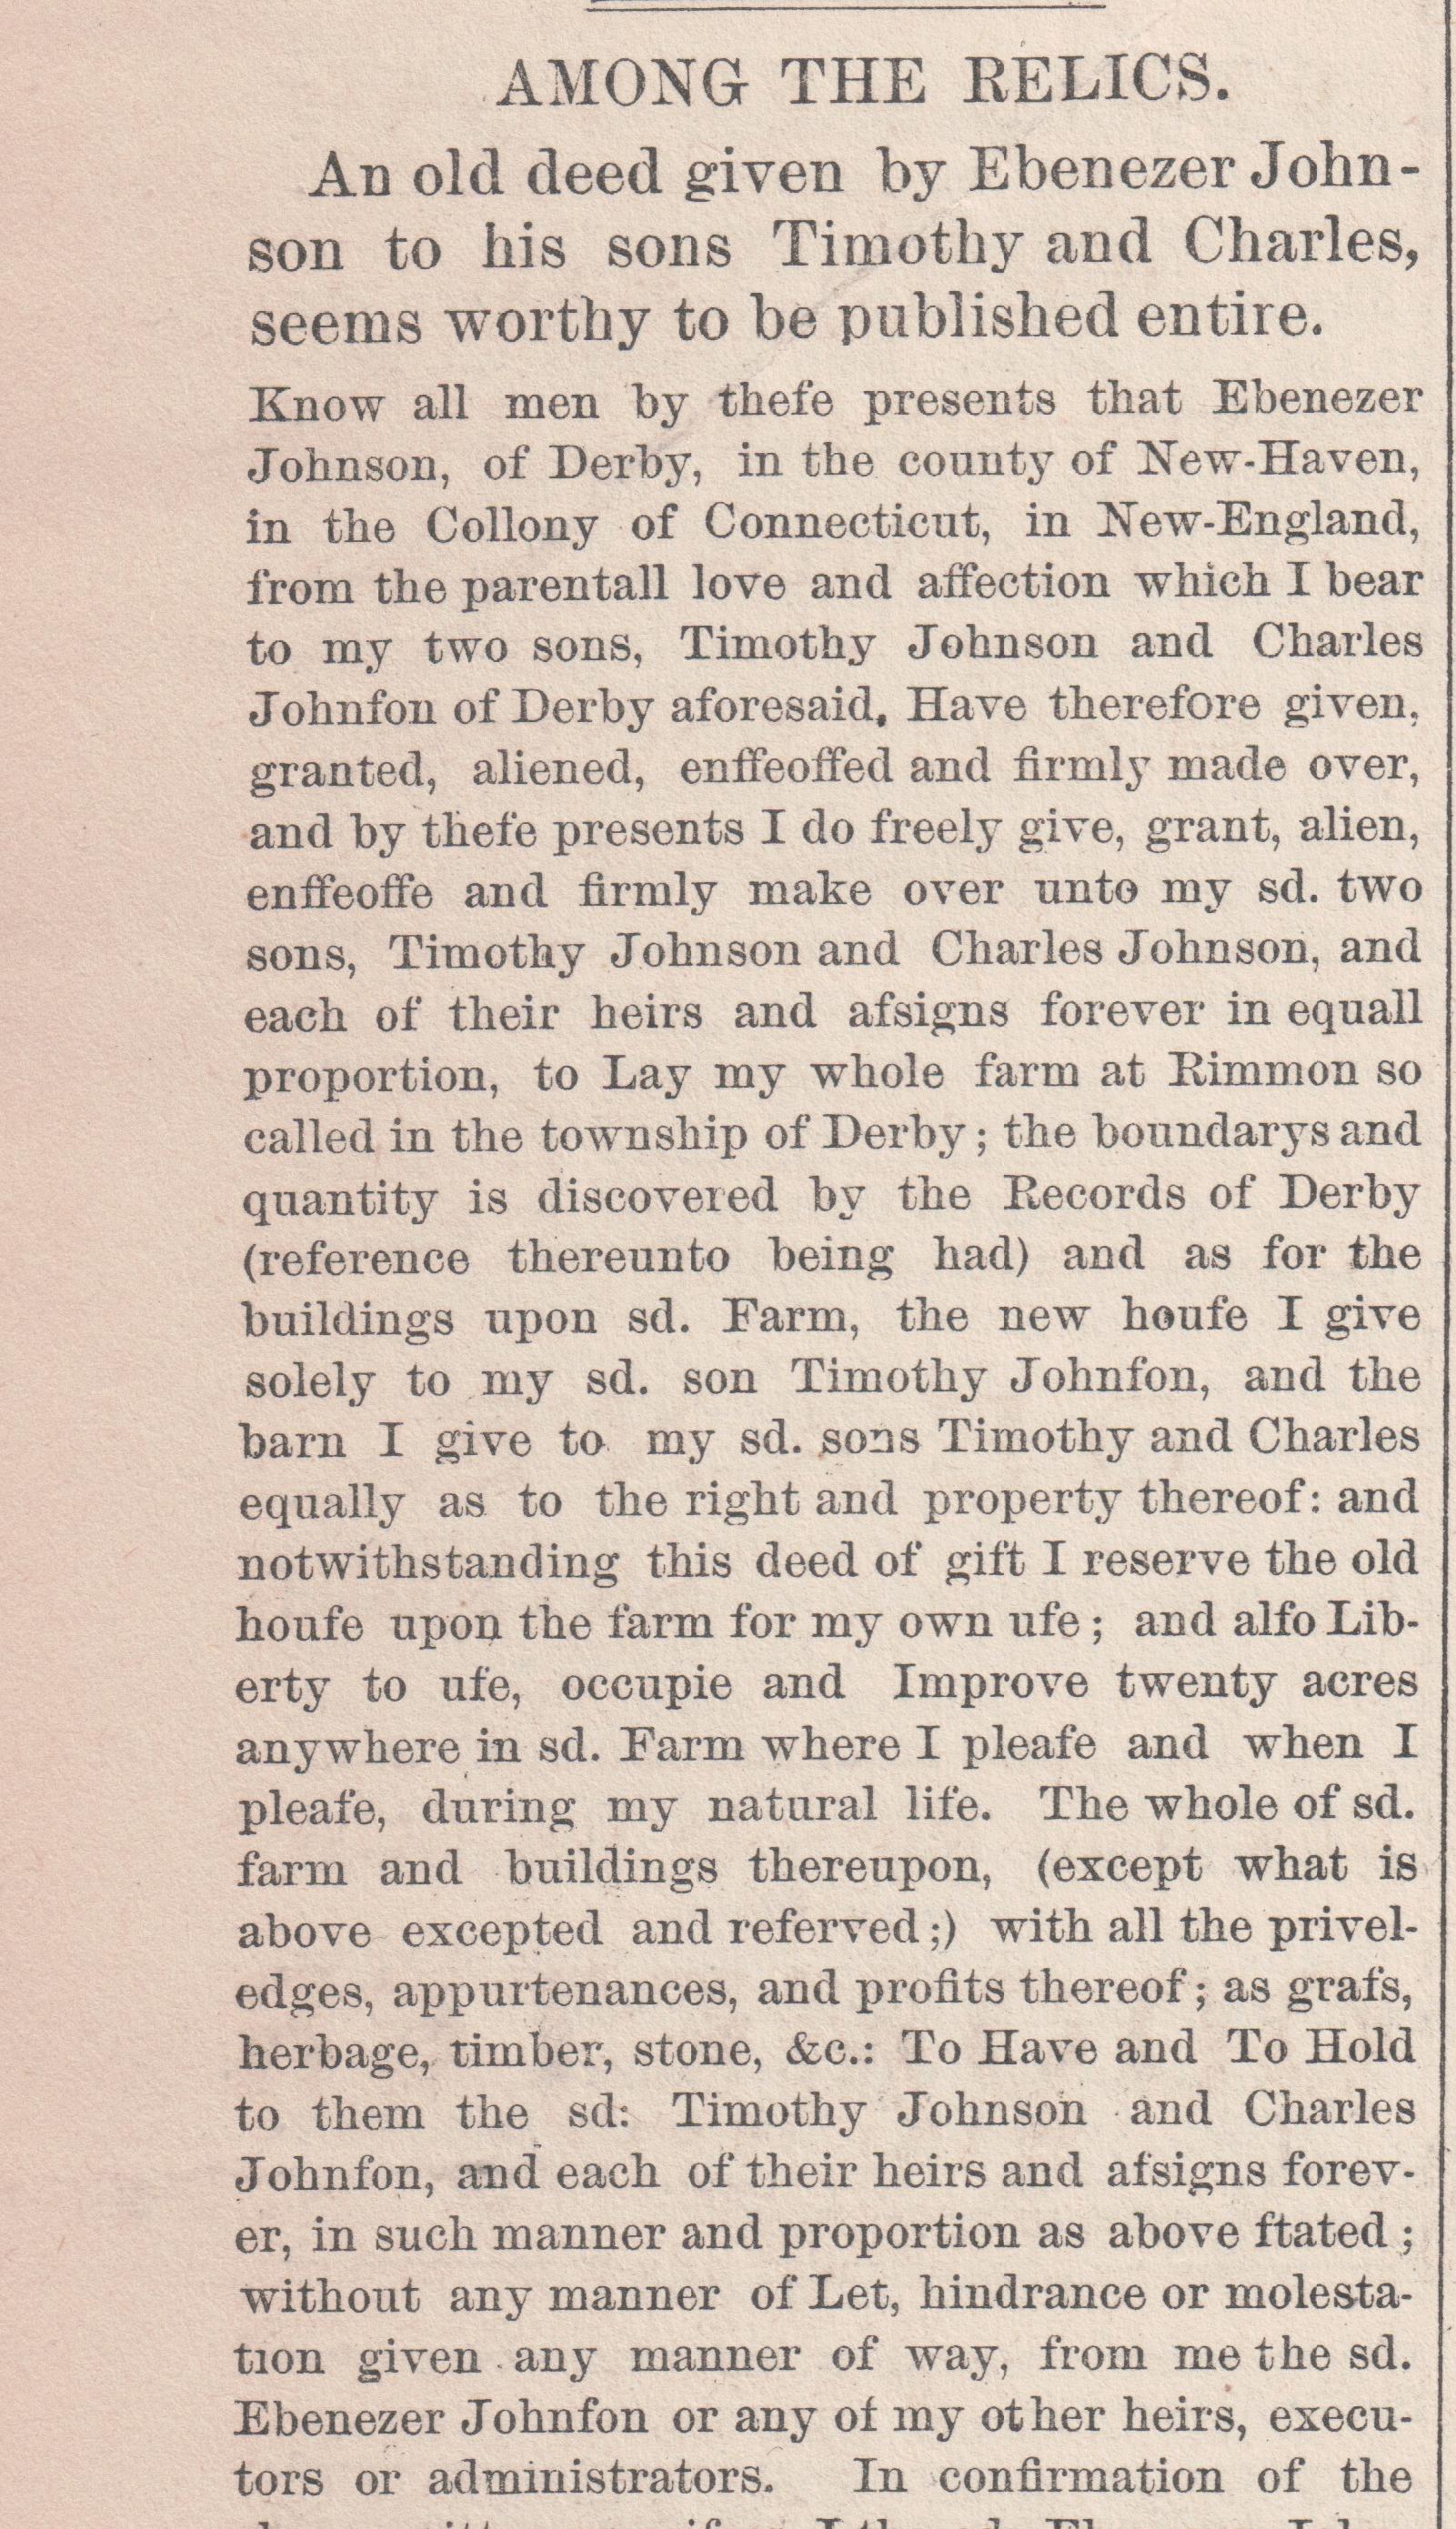 AMONG THE RELICS.
An old deed given by Ebenezer John-
son to his sons Timothy and Charles,
seems worthy to be published entire.
Know all men by thefe presents that Ebenezer
Johnson, of Derby, in the county of New-Haven,
in the Collony of Connecticut, in New-England,
from the parentall love and affection which I bear
to my two sons, Timothy Johnson and Charles
Johnfon of Derby aforesaid. Have therefore given,
granted, aliened, enffeoffed and firmly made over,
and by thefe presents I do freely give, grant, alien,
enffeoffe and firmly make over unto my sd. two
sons, Timothy Johnson and Charles Johnson, and
each of their heirs and afsigns forever in equall
proportion, to Lay my whole farm at Rimmon so
called in the township of Derby; the boundarys and
quantity is discovered by the Records of Derby
(reference thereunto being had) and as for the
buildings upon sd. Farm, the new houfe I give
solely to my sd. son Timothy Johnfon, and the
barn I give to my sd. sons Timothy and Charles
equally as to the right and property thereof: and
notwithstanding this deed of gift I reserve the old
houfe upon the farm for my own ufe; and alfo Lib-
erty to ufe, occupie and Improve twenty acres
anywhere in sd. Farm where I pleafe and when I
pleafe, during my natural life. The whole of sd.
farm and buildings thereupon, (except what is
above excepted and referved;) with all the privel-
edges, appurtenances, and profits thereof; as grafs,
herbage, timber, stone, &c.: To Have and To Hold
to them the sd: Timothy Johnson and Charles
Johnfon, and each of their heirs and afsigns forev-
er, in such manner and proportion as above ftated;
without any manner of Let, hindrance or molesta-
tion given any manner of way, from me the sd.
Ebenezer Johnfon or any of my other heirs, execu-
tors or administrators. In confirmation of the